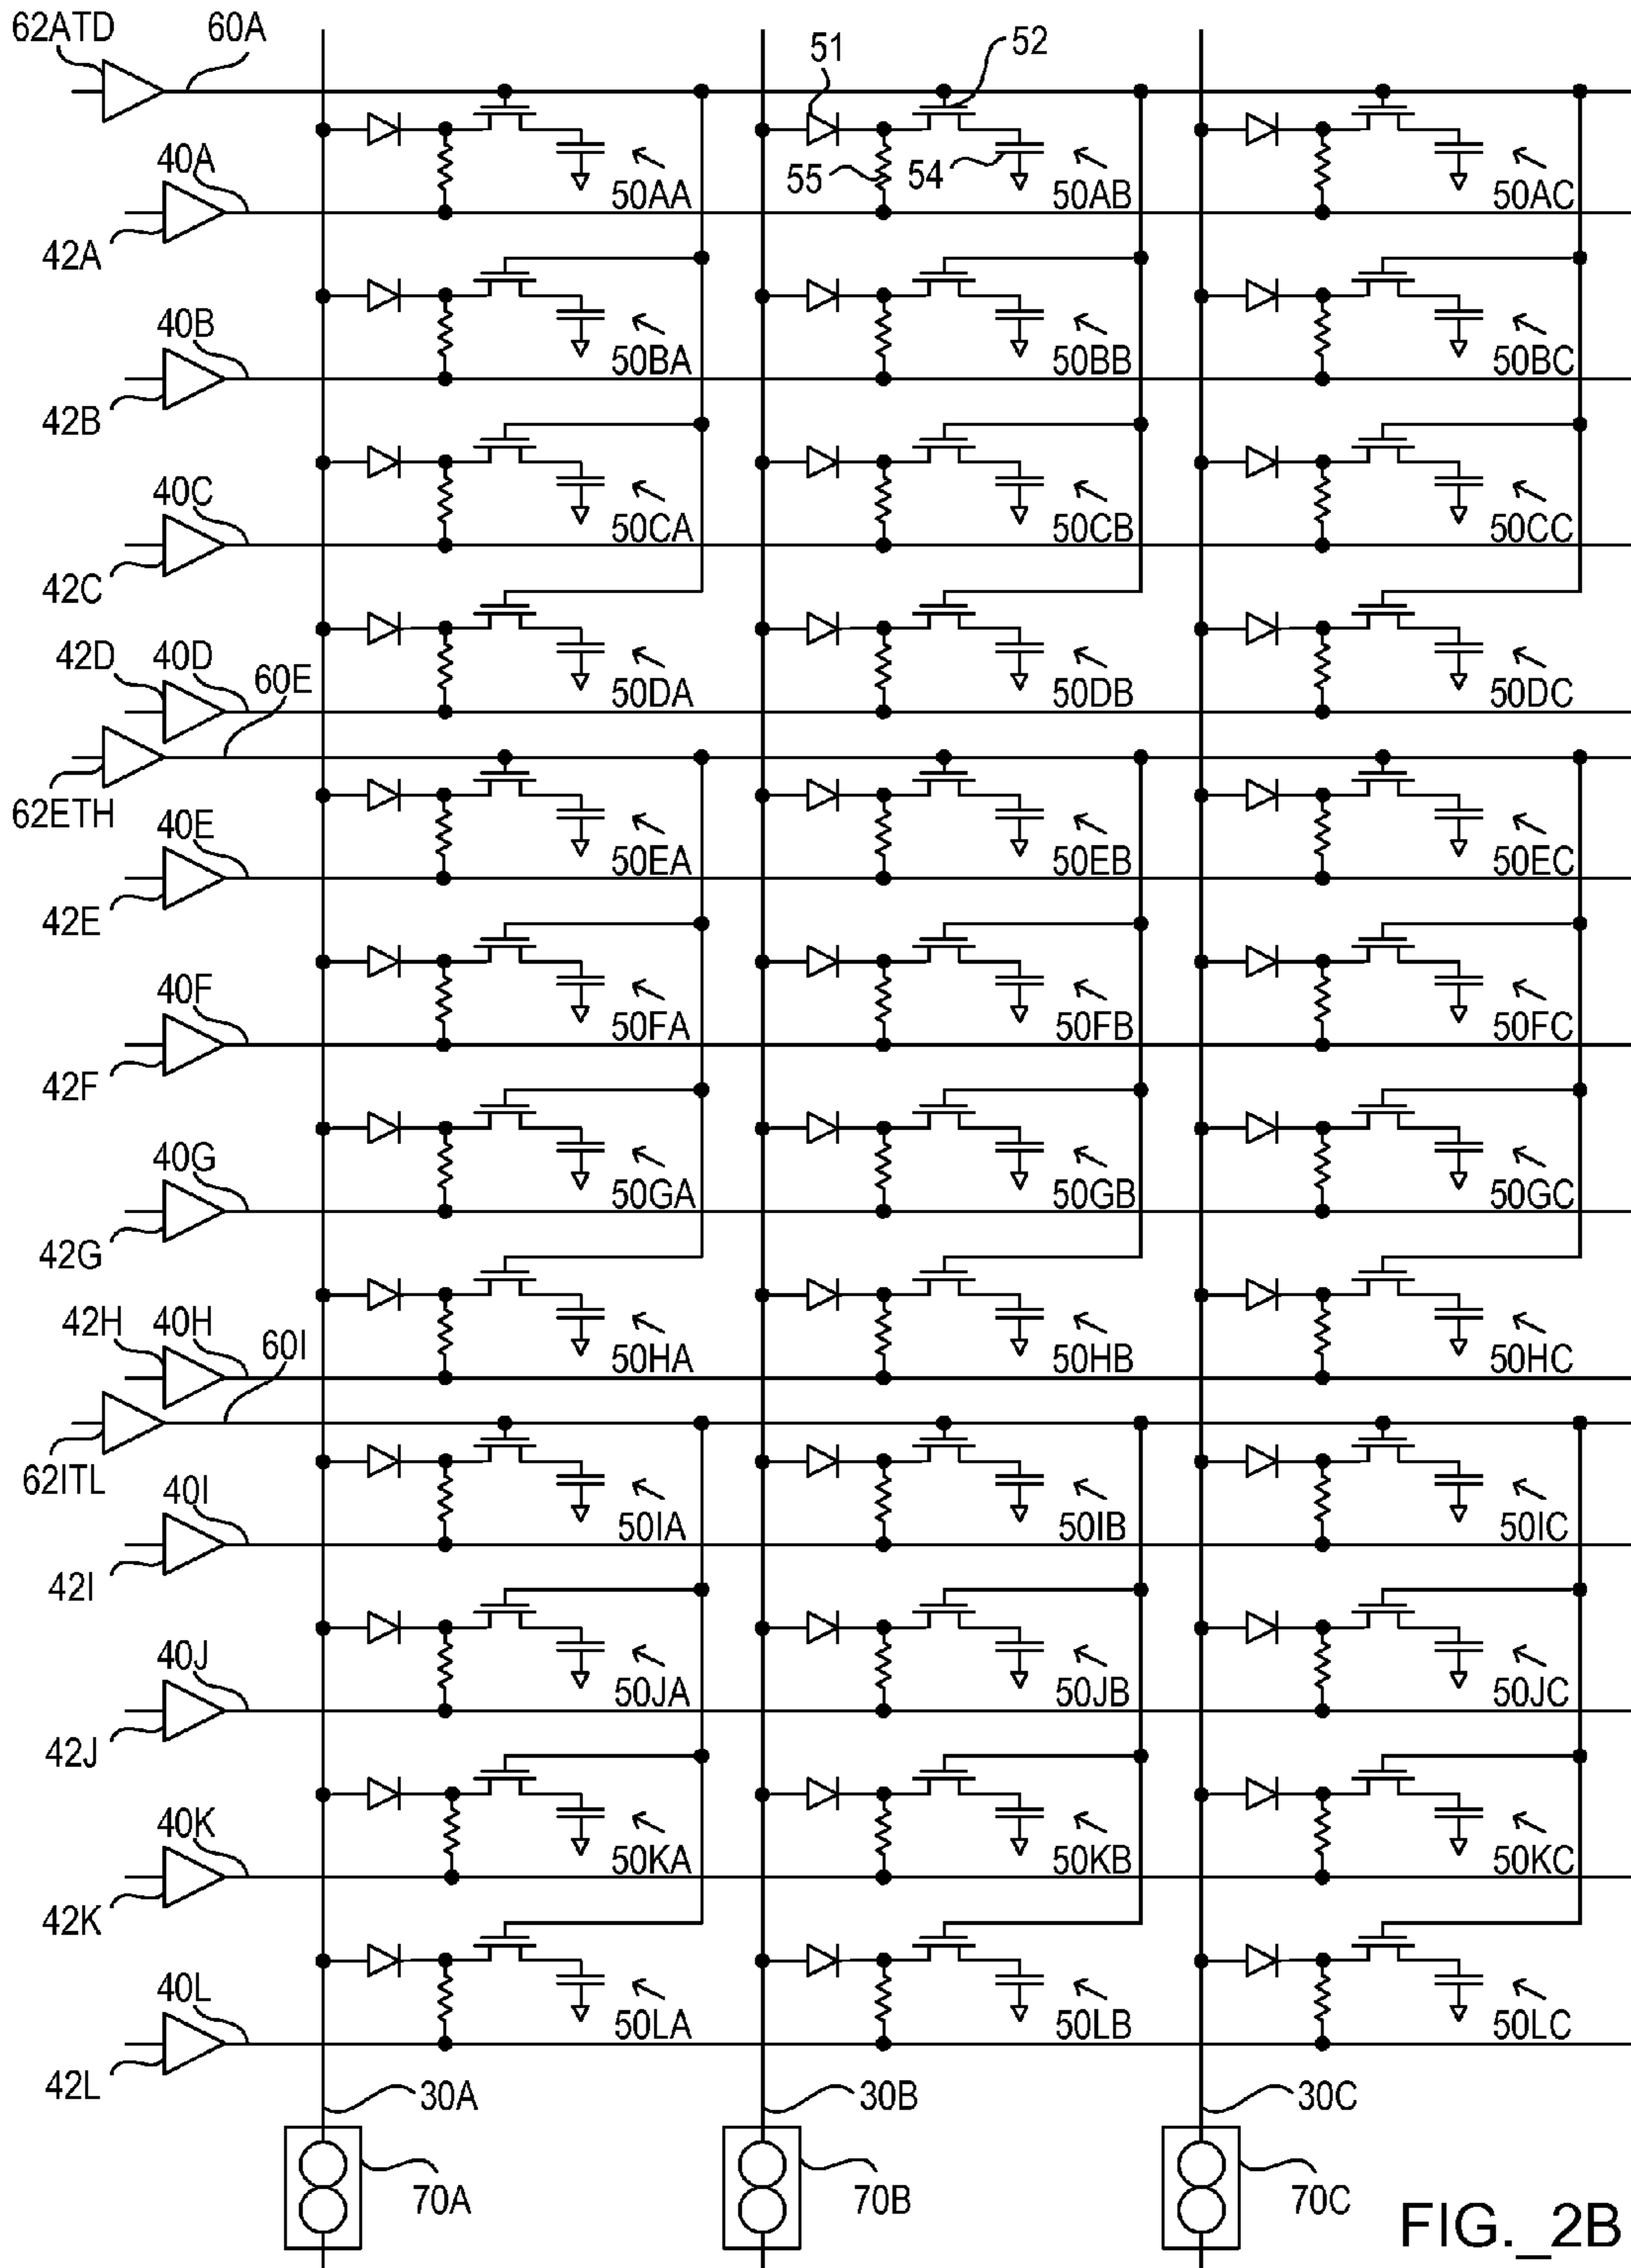 62ATD 60A 51 52
40A 55 54 50AA 50AB 50AC
42A
40B 50BA 50BB 50BC
42B
40C 50CA 50CB 50CC
42C
42D 40D 60E 50DA 50DB 50DC
62ETH 40E 50EA 50EB 50EC
42E
40F 50FA 50FB 50FC
42F
40G 50GA 50GB 50GC
42G
42H 40H 60I 50HA 50HB 50HC
62ITL 40I 50IA 50IB 50IC
42I
40J 50JA 50JB 50JC
42J
40K 50KA 50KB 50KC
42K
40L 50LA 50LB 50LC
42L
30A 30B 30C
70A 70B 70C
FIG._2B